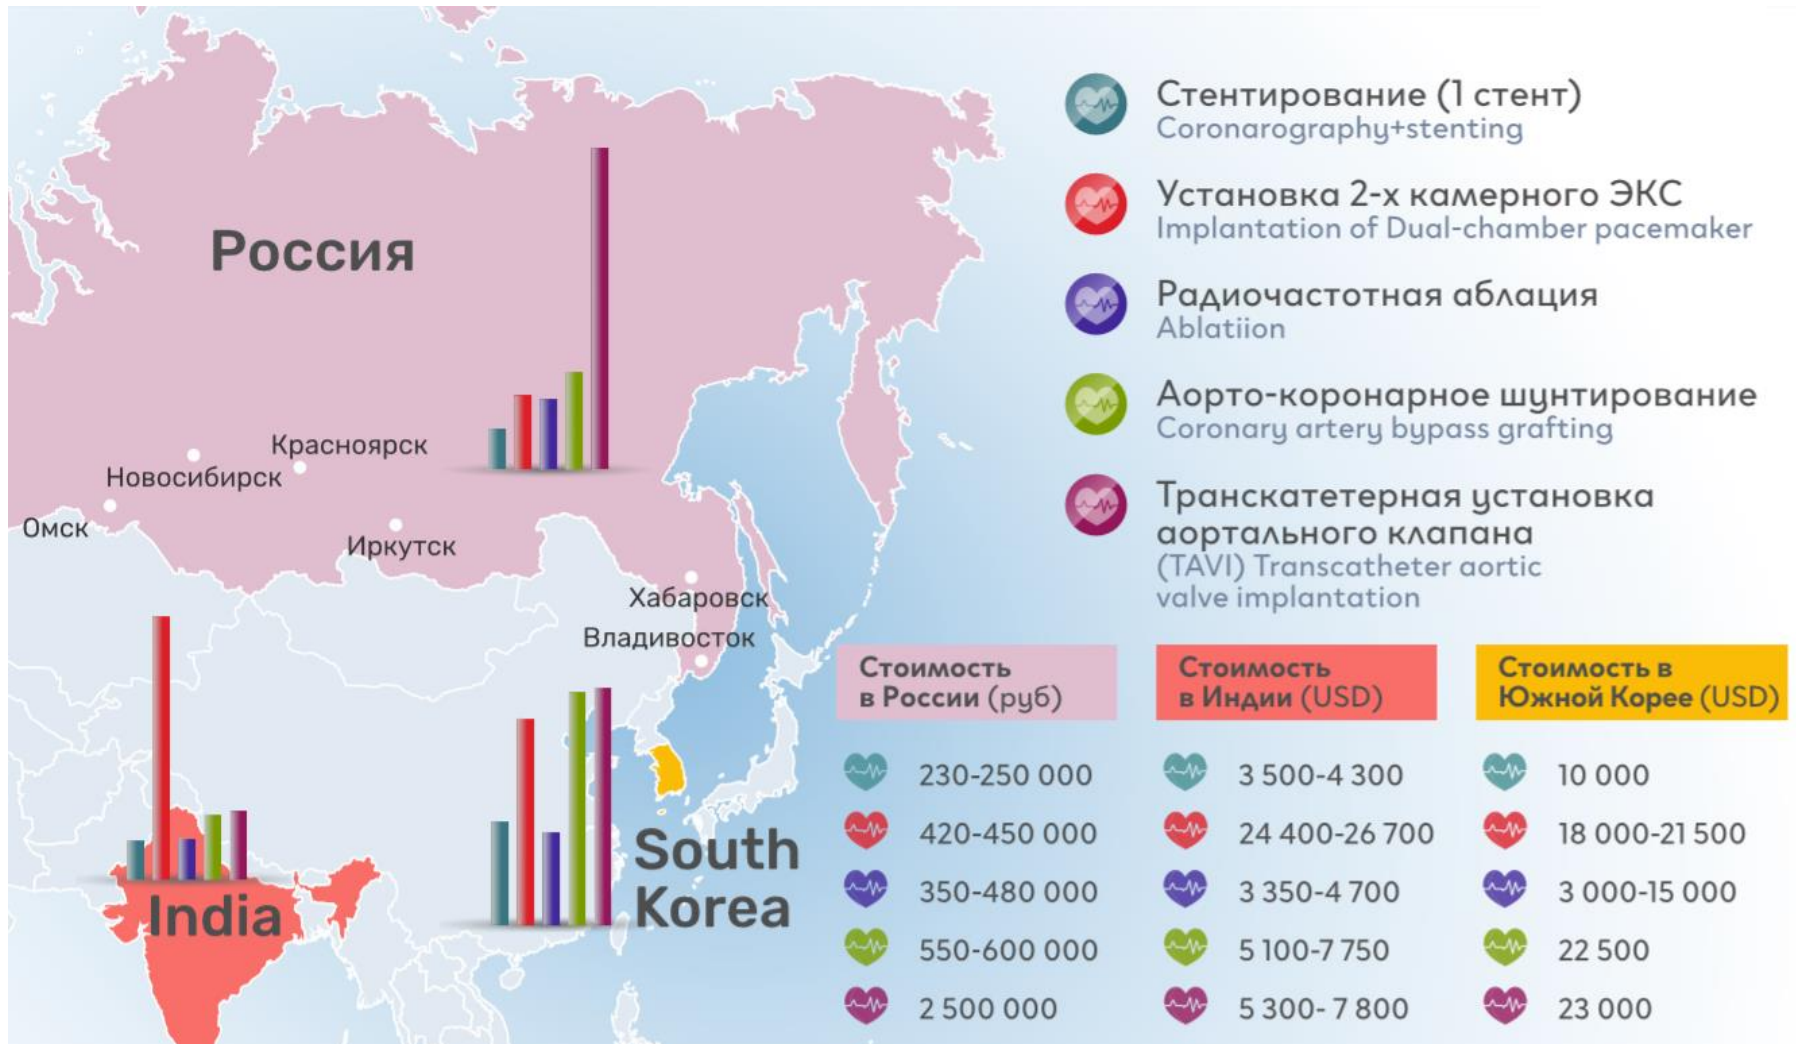 Россия
Красноярск
Новосибирск
Омск
Иркутск
Хабаровск
Владивосток
India
South
Korea
Стентирование (1 стент)
Coronarography+stenting
Установка 2-х камерного ЭКС
Implantation of Dual-chamber pacemaker
Радиочастотная аблация
Ablatiion
Аорто-коронарное шунтирование
Coronary artery bypass grafting
Транскатетерная установка
аортального клапана
(TAVI) Transcatheter aortic
valve implantation
Стоимость
в России (руб)
230-250 000
420-450 000
350-480 000
550-600 000
2 500 000
Стоимость
в Индии (USD)
3 500-4 300
24 400-26 700
3 350-4 700
5 100-7 750
5 300- 7 800
Стоимость в
Южной Корее (USD)
10 000
18 000-21 500
3 000-15 000
22 500
23 000